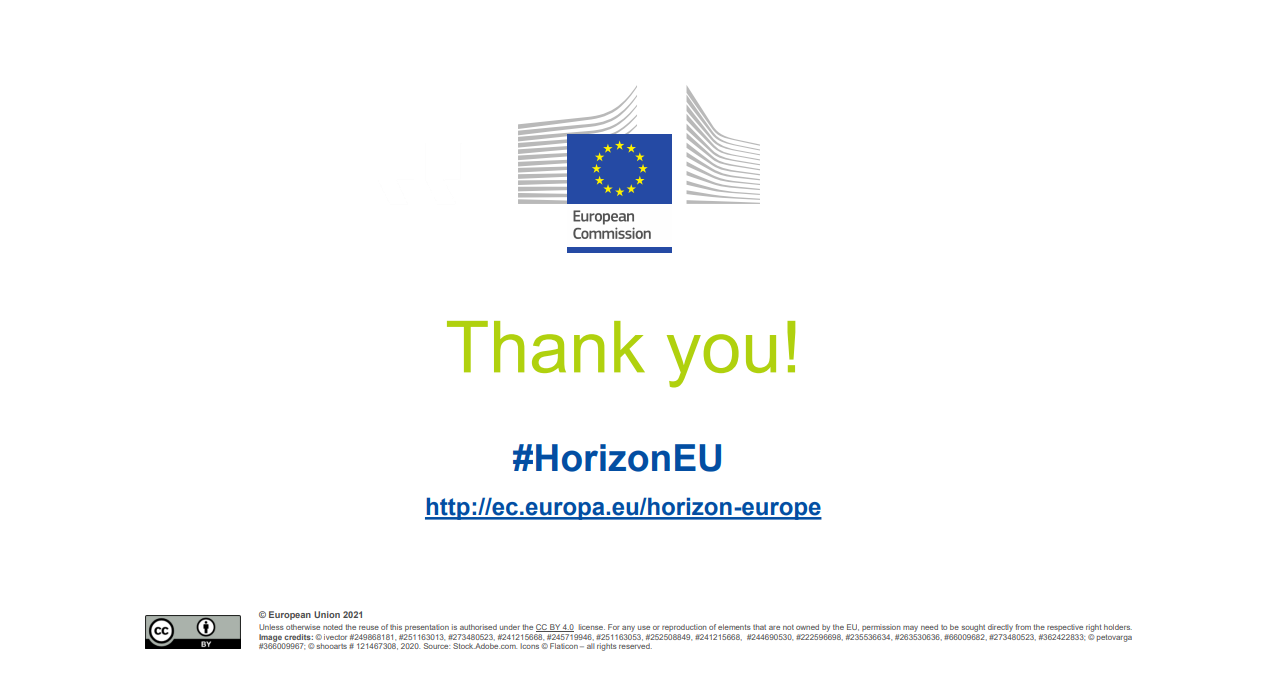 European
Commission
Thank you!
#HorizonEU
http://ec.europa.eu/horizon-europe
© European Union 2021
Unless otherwise noted the reuse of this presentation is authorised under the CC BY 4.0 license. For any use or reproduction of elements that are not owned by the EU, permission may need to be sought directly from the respective right holders.
Image credits: © ivector #249868181, #251163013, #273480523, #241215668, #245719946, #251163053, #252508849, #241215668, #244690530, #222596698, #235536634, #263530636, #66009682, #273480523, #362422833; © petovarga
#366009967; © shooarts # 121467308, 2020. Source: Stock.Adobe.com. Icons © Flaticon – all rights reserved.
cc
BY